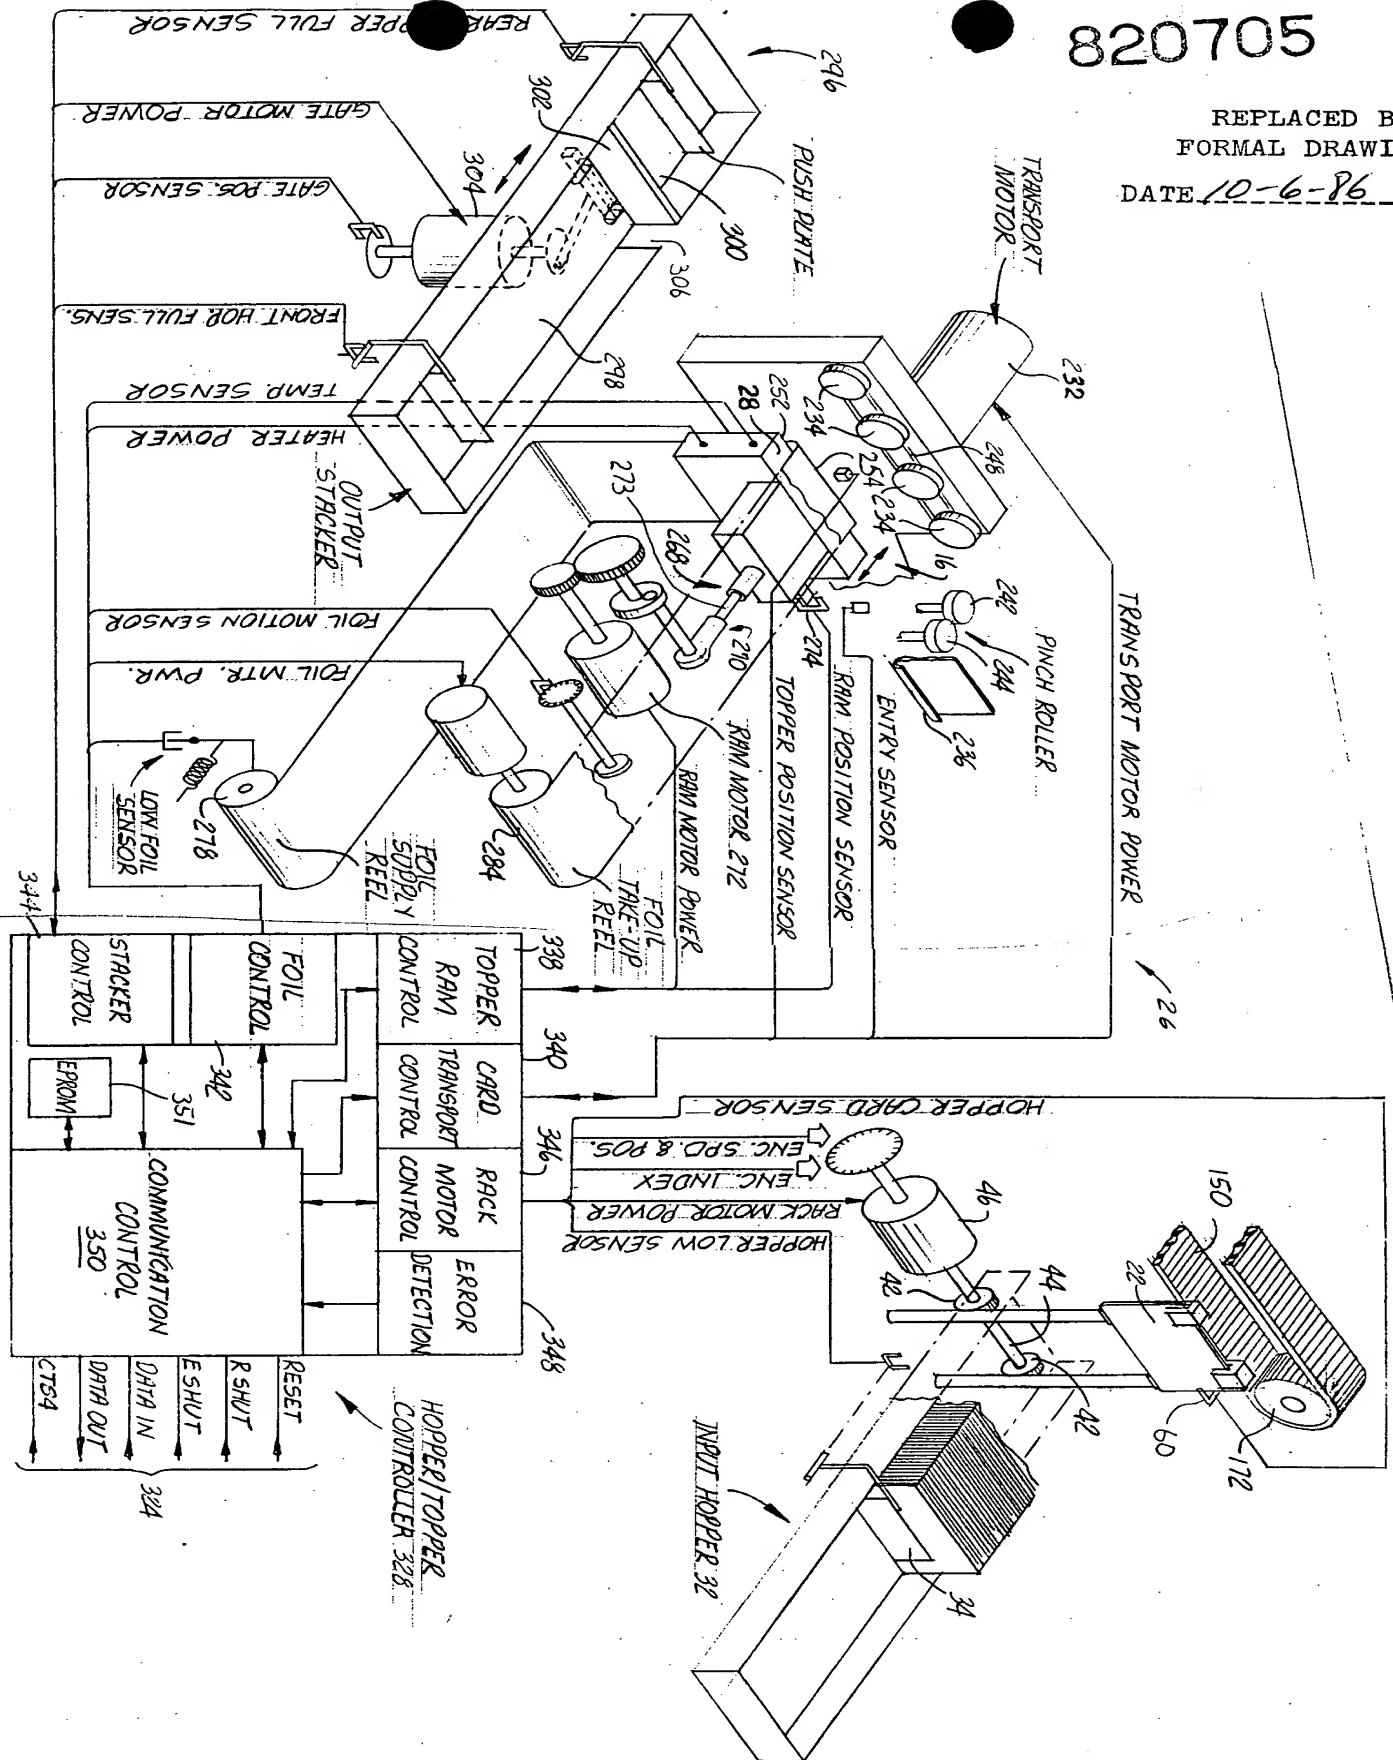 820705
REPLACED B
FORMAL DRAWI
DATE 10-6-86
REAR HOPPER FULL SENSOR
GATE MOTOR POWER
GATE POS. SENSOR
FRONT HOP. FULL SENS.
TEMP. SENSOR
HEATER POWER
OUTPUT
STACKER
FOIL MOTION SENSOR
FOIL MTR. PWR.
LOW FOIL
SENSOR
296
302
304
300
306
298
PUSH PLATE
TRANSPORT
MOTOR
232
248
234
234
252
28
254
16
242
244
PINCH ROLLER
236
273
268
210
274
ENTRY SENSOR
RAM POSITION SENSOR
TOPPER POSITION SENSOR
RAM MOTOR 272
RAM MOTOR POWER
TRANSPORT MOTOR POWER
26
278
284
FOIL
SUPPLY
REEL
FOIL
TAKE-UP
REEL
344
STACKER
CONTROL
FOIL
CONTROL
342
EPROM
351
338
TOPPER
RAM
CONTROL
340
CARD
TRANSPORT
CONTROL
346
RACK
MOTOR
CONTROL
ERROR
DETECTION
348
COMMUNICATION
CONTROL
350
RESET
RSHUT
ESHUT
DATA IN
DATA OUT
CTS4
324
HOPPER/TOPPER
CONTROLLER 328
HOPPER CARD SENSOR
ENC. SPD. & POS.
ENC. INDEX
RACK MOTOR POWER
HOPPER LOW SENSOR
46
42
44
42
22
150
60
172
INPUT HOPPER 32
34